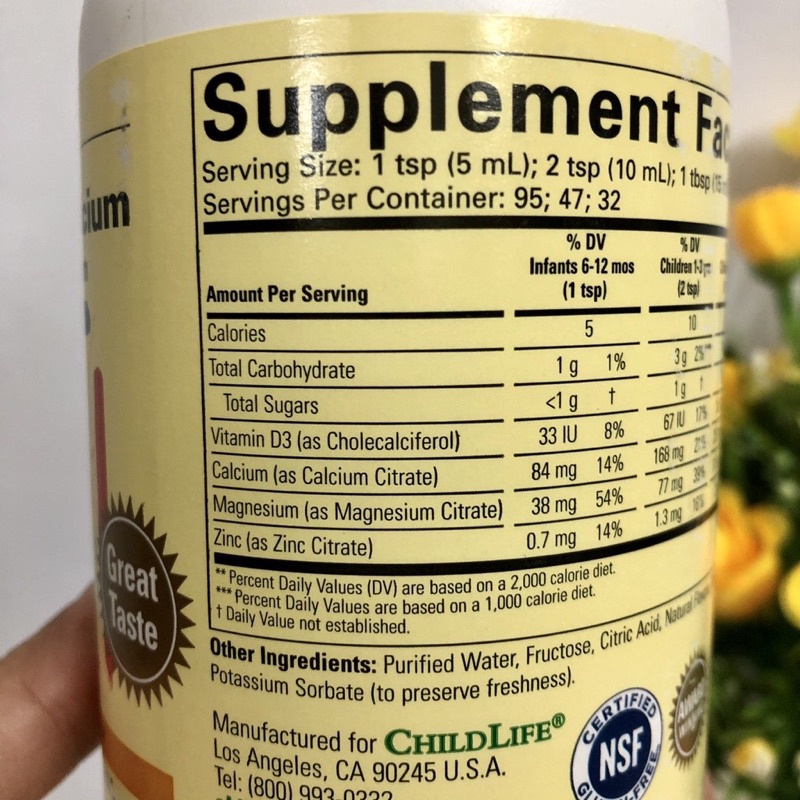 Supplement
Serving Size: 1 tsp (5 mL); 2 tsp (10 mL); 1 tbsp
Servings Per Container: 95; 47; 32
% DV
Infants 6-12 mos
(1 tsp)
% DV
Children
(2 tsp)
Amount Per Serving
Calories 5 10
Total Carbohydrate 1 g 1% 3 g
Total Sugars <1 g † 1 g †
Vitamin D3 (as Cholecalciferol) 33 IU 8% 67 IU 17%
Calcium (as Calcium Citrate) 84 mg 14% 168 mg
Magnesium (as Magnesium Citrate) 38 mg 54% 77 mg
Zinc (as Zinc Citrate) 0.7 mg 14% 1.3 mg
** Percent Daily Values (DV) are based on a 2,000 calorie diet.
*** Percent Daily Values are based on a 1,000 calorie diet.
† Daily Value not established.
Other Ingredients: Purified Water, Fructose, Citric Acid, Natural
Potassium Sorbate (to preserve freshness).
Manufactured for CHILDLIFE®
Los Angeles, CA 90245 U.S.A.
Tel: (800) 993-0332
Great
Taste
CERTIFIED
NSF